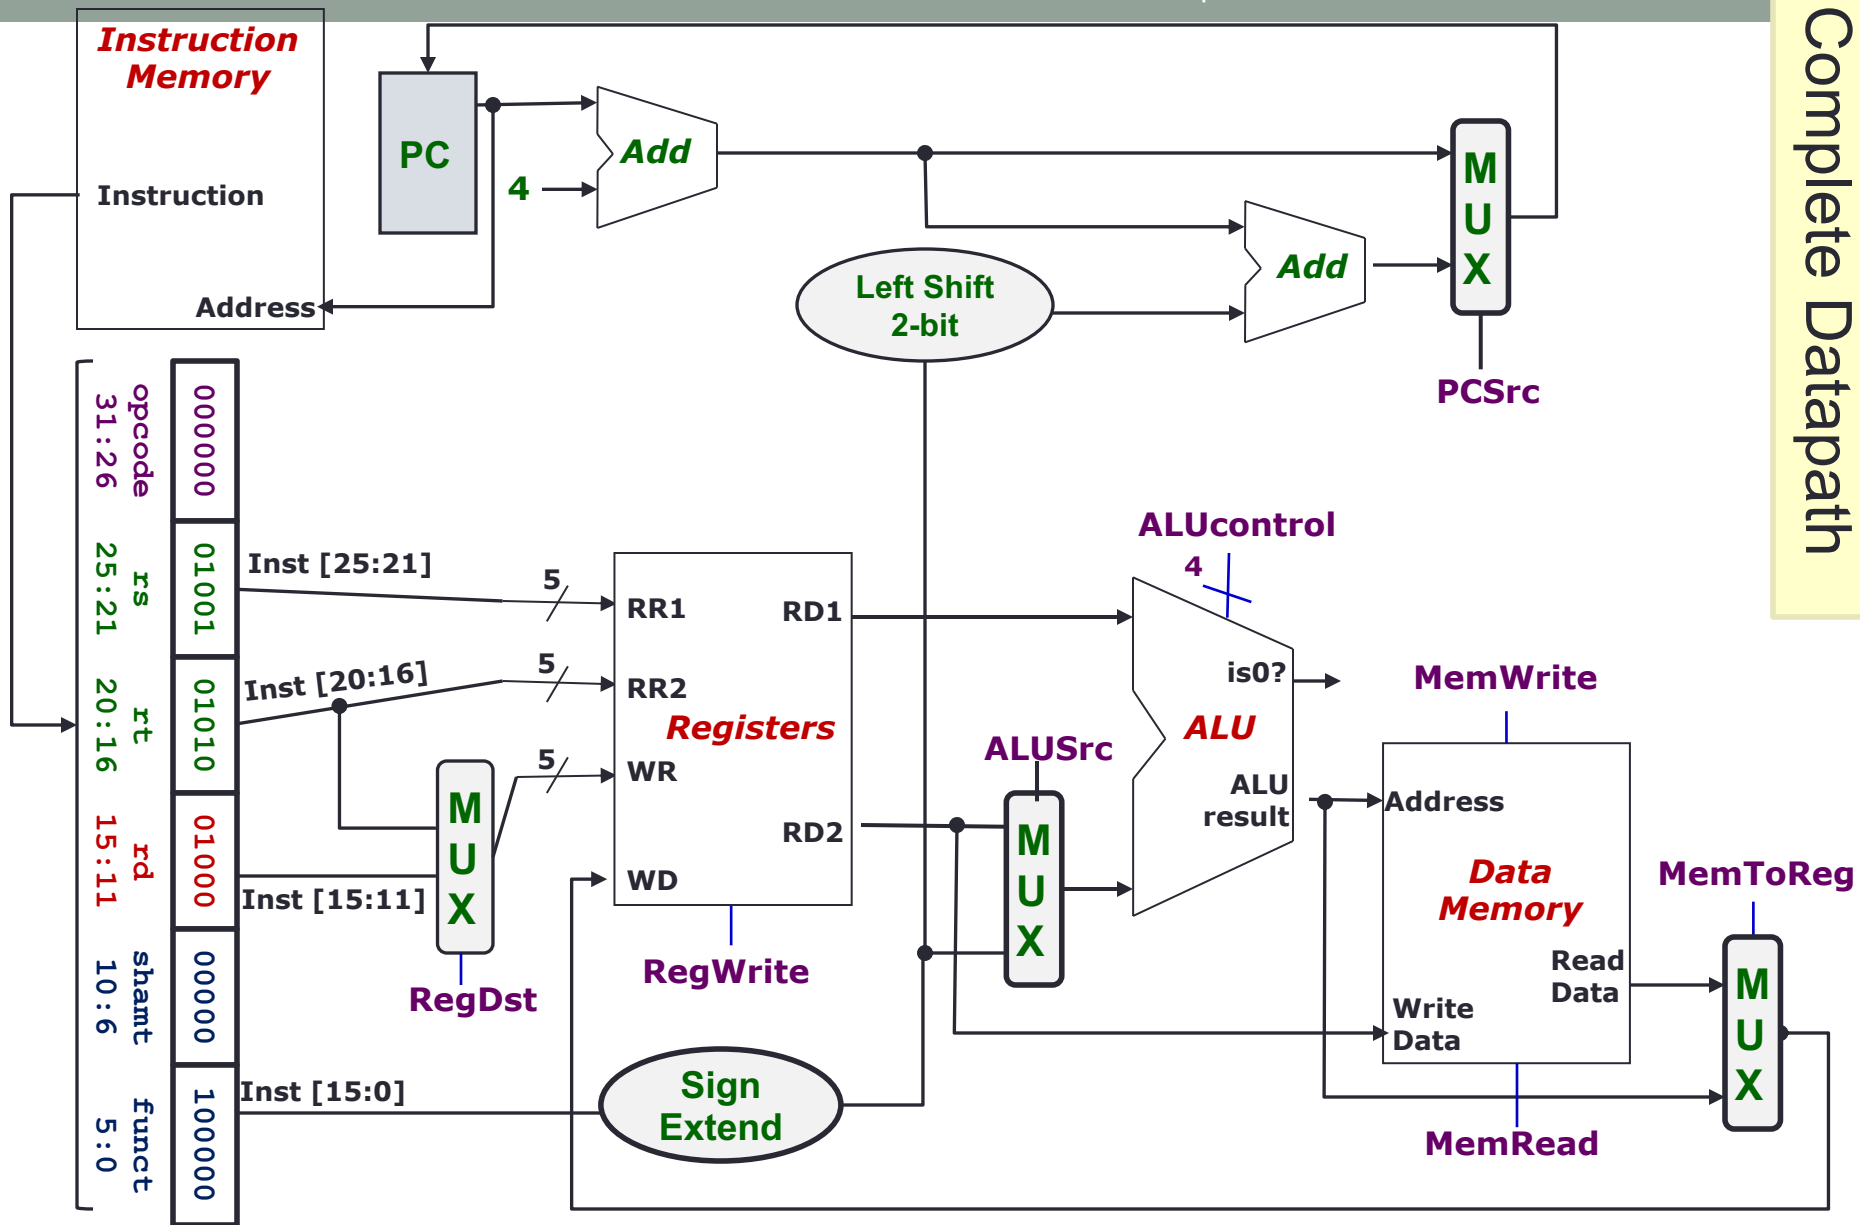 Complete Datapath
Instruction
Memory
Instruction
Address
PC
4
Add
Left Shift
2-bit
Add
M
U
X
PCSrc
opcode
31:26
000000
rs
25:21
01001
rt
20:16
01010
rd
15:11
01000
shamt
10:6
00000
funct
5:0
100000
Inst [25:21]
5
Inst [20:16]
5
5
Inst [15:11]
M
U
X
RegDst
Inst [15:0]
Sign
Extend
RR1
RR2
WR
WD
Registers
RD1
RD2
RegWrite
ALUSrc
M
U
X
ALUcontrol
4
is0?
ALU
ALU
result
MemWrite
Address
Data
Memory
Read
Data
Write
Data
MemRead
MemToReg
M
U
X